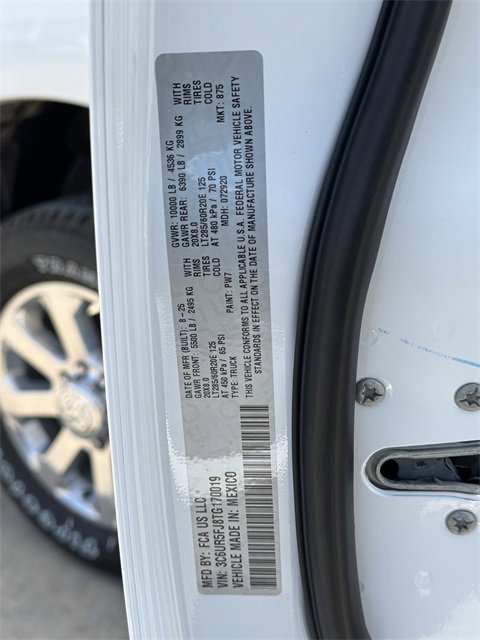 MFD BY: FCA US LLC
VIN: 3C6UR5FJ8TG170019
VEHICLE MADE IN: MEXICO
DATE OF MFR (BUILT): 8-25
GVWR: 10000 LB / 4536 KG
GAWR FRONT: 5500 LB / 2495 KG
GAWR REAR: 6390 LB / 2899 KG
WITH
20X8.0
RIMS
20X8.0
WITH
RIMS
LT285/60R20E 125
TIRES
LT285/60R20E 125
TIRES
AT 450 kPa / 65 PSI
COLD
AT 480 kPa / 70 PSI
COLD
TYPE: TRUCK
PAINT: PW7
MDH: 072920
MKT: 875
THIS VEHICLE CONFORMS TO ALL APPLICABLE U.S.A. FEDERAL MOTOR VEHICLE SAFETY
STANDARDS IN EFFECT ON THE DATE OF MANUFACTURE SHOWN ABOVE.
TRAN